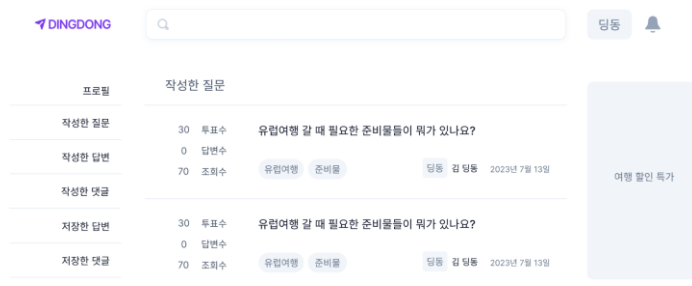 DINGDONG
딩동
프로필
작성한 질문
작성한 답변
작성한 댓글
저장한 답변
저장한 댓글
작성한 질문
30 투표수
0 답변수
70 조회수
유럽여행 갈 때 필요한 준비물들이 뭐가 있나요?
유럽여행 준비물
딩동 김 딩동 2023년 7월 13일
30 투표수
0 답변수
70 조회수
유럽여행 갈 때 필요한 준비물들이 뭐가 있나요?
유럽여행 준비물
딩동 김 딩동 2023년 7월 13일
여행 할인 특가